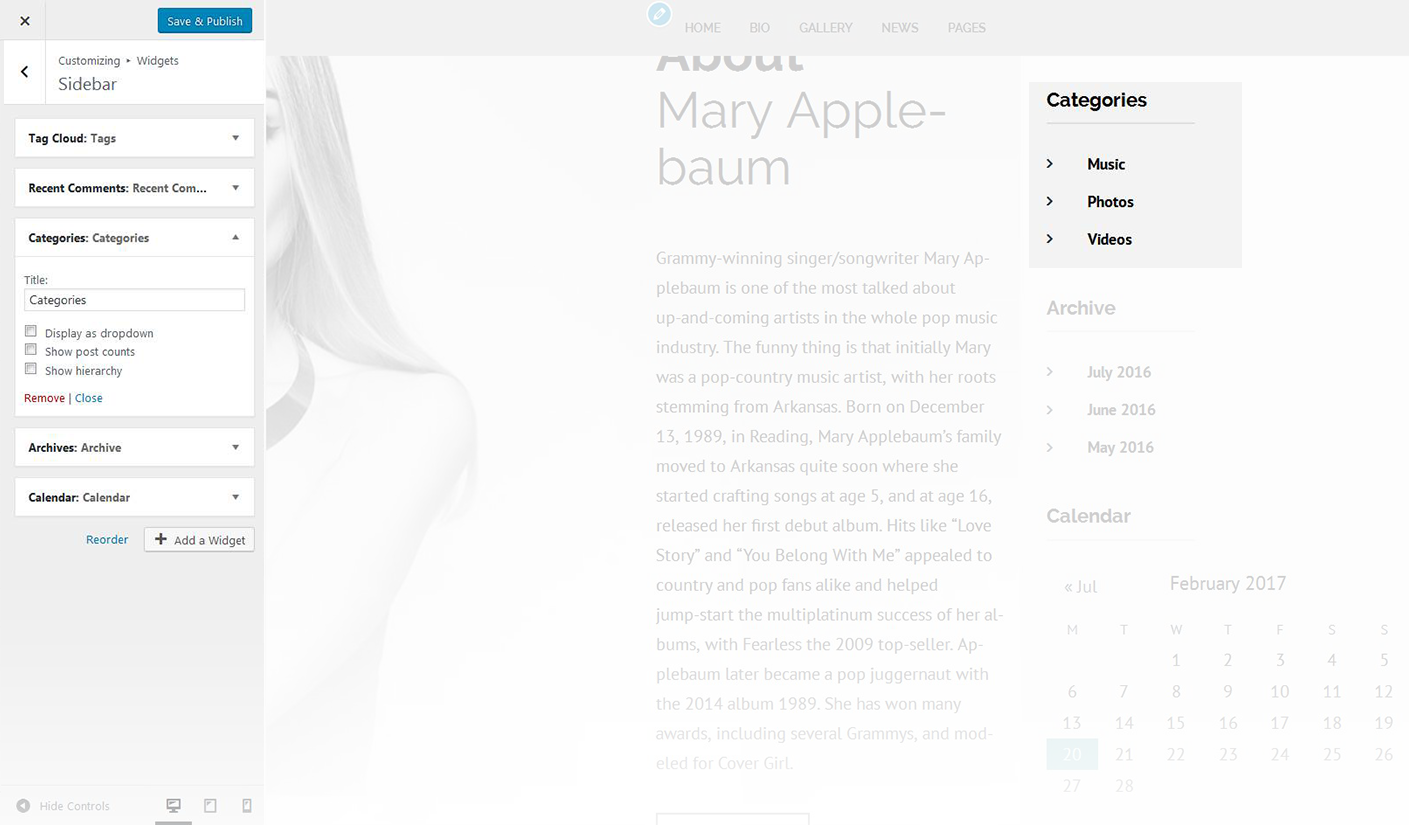 Save & Publish
Customizing ▸ Widgets
Sidebar
Tag Cloud: Tags
Recent Comments: Recent Com...
Categories: Categories
Title:
Categories
Display as dropdown
Show post counts
Show hierarchy
Remove | Close
Archives: Archive
Calendar: Calendar
Reorder
Add a Widget
Hide Controls
HOME BIO GALLERY NEWS PAGES
About
Mary Apple-
baum
Grammy-winning singer/songwriter Mary Ap-
plebaum is one of the most talked about
up-and-coming artists in the whole pop music
industry. The funny thing is that initially Mary
was a pop-country music artist, with her roots
stemming from Arkansas. Born on December
13, 1989, in Reading, Mary Applebaum’s family
moved to Arkansas quite soon where she
started crafting songs at age 5, and at age 16,
released her first debut album. Hits like “Love
Story” and “You Belong With Me” appealed to
country and pop fans alike and helped
jump-start the multiplatinum success of her al-
bums, with Fearless the 2009 top-seller. Ap-
plebaum later became a pop juggernaut with
the 2014 album 1989. She has won many
awards, including several Grammys, and mod-
eled for Cover Girl.
Categories
Music
Photos
Videos
Archive
July 2016
June 2016
May 2016
Calendar
« Jul February 2017
M T W T F S S
1 2 3 4 5
6 7 8 9 10 11 12
13 14 15 16 17 18 19
20 21 22 23 24 25 26
27 28